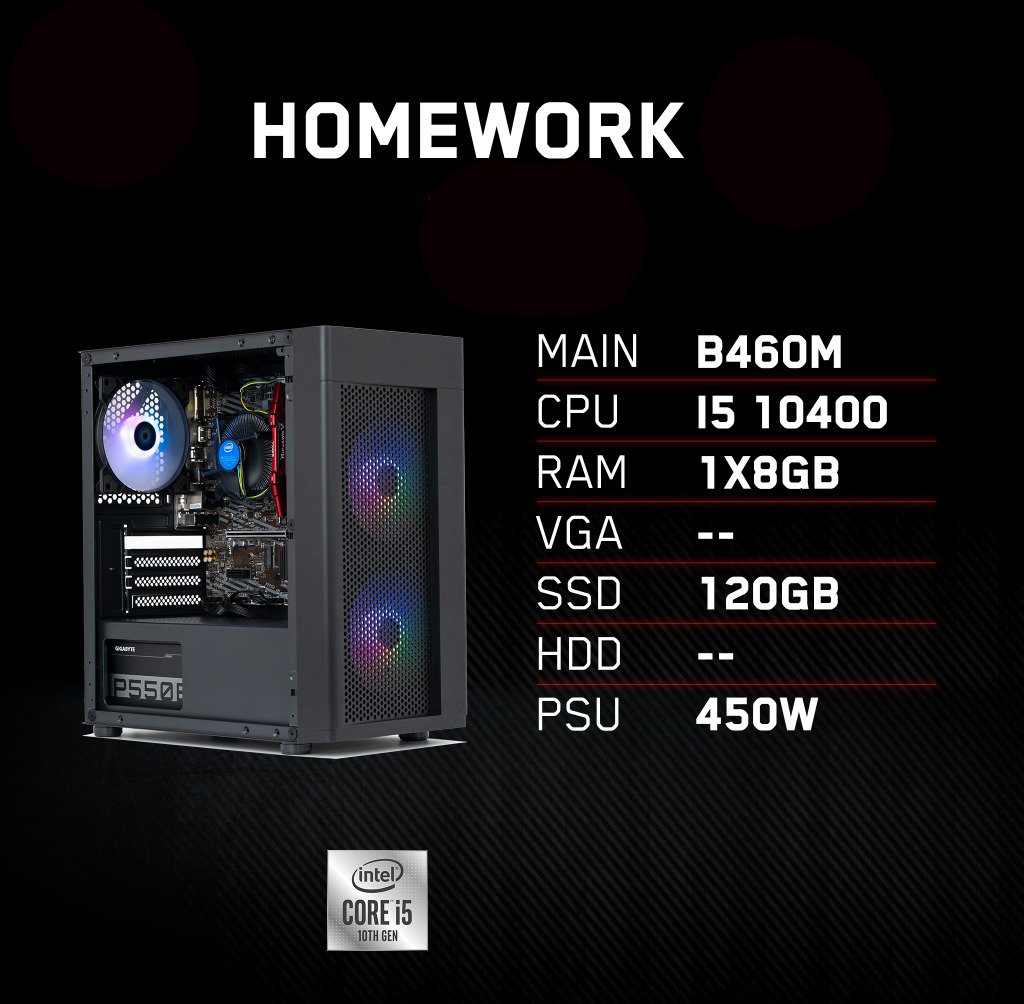 HOMEWORK
MAIN B460M
CPU I5 10400
RAM 1X8GB
VGA --
SSD 120GB
HDD --
PSU 450W
intel
GIGABYTE
P550B
intel
CORE i5
10TH GEN